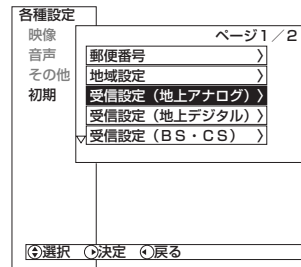 各種設定
映像
音声
その他
初期
ページ1／2
郵便番号
地域設定
受信設定（地上アナログ）
受信設定（地上デジタル）
受信設定（BS・CS）
選択 決定 戻る